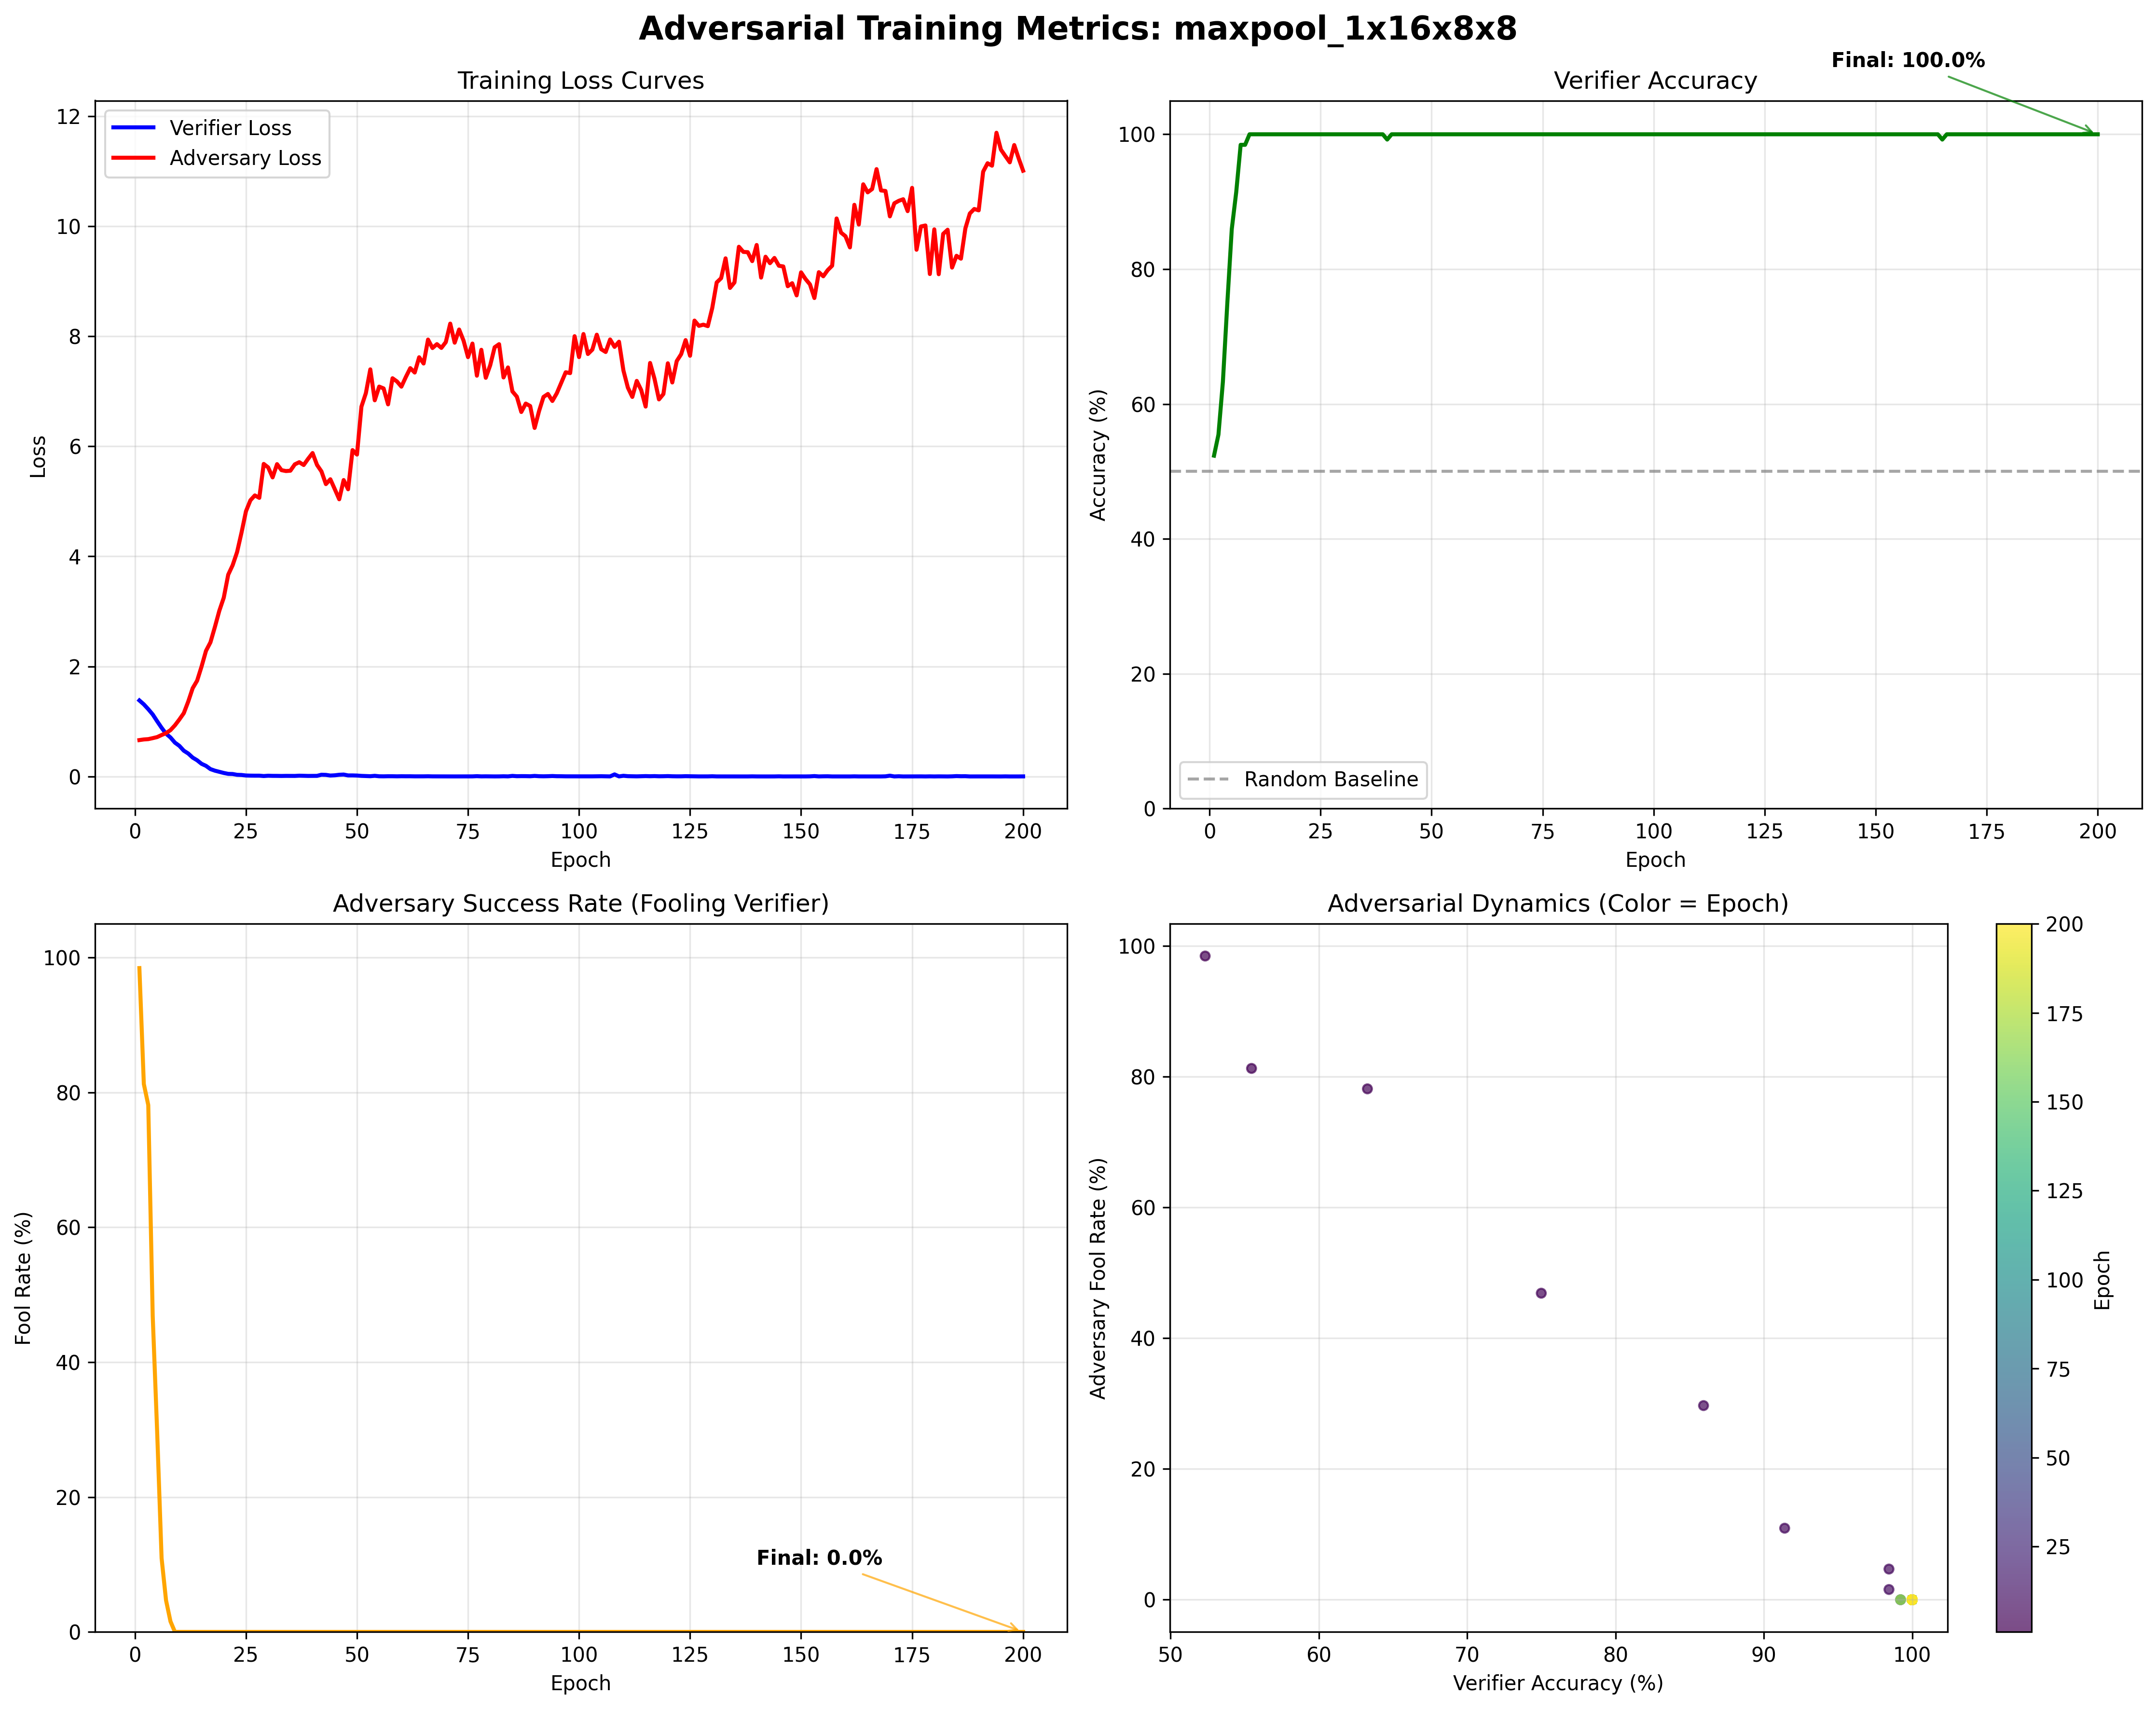 Adversarial Training Metrics: maxpool_1x16x8x8
Training Loss Curves
12
10
8
6
4
2
0
Loss
Verifier Loss
Adversary Loss
0 25 50 75 100 125 150 175 200
Epoch
Verifier Accuracy
Final: 100.0%
100
80
60
40
20
0
Accuracy (%)
Random Baseline
0 25 50 75 100 125 150 175 200
Epoch
Adversary Success Rate (Fooling Verifier)
100
80
60
40
20
0
Fool Rate (%)
Final: 0.0%
0 25 50 75 100 125 150 175 200
Epoch
Adversarial Dynamics (Color = Epoch)
100
80
60
40
20
0
Adversary Fool Rate (%)
50 60 70 80 90 100
Verifier Accuracy (%)
200
175
150
125
100
75
50
25
Epoch